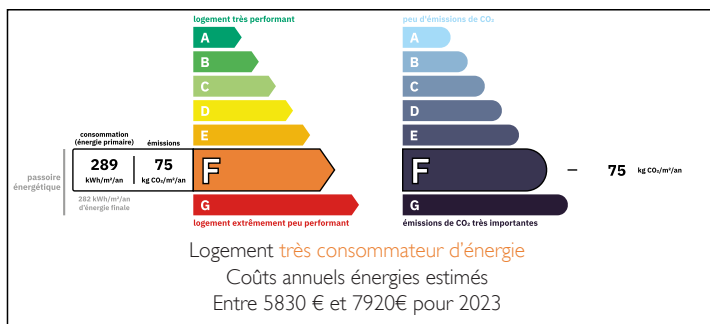 logement très performant
A
B
C
D
E
consommation
(énergie primaire)
émissions
289
kWh/m²/an
75
kg CO₂/m²/an
F
passoire
énergétique
282 kWh/m²/an
d'énergie finale
G
logement extrêmement peu performant
peu d'émissions de CO₂
A
B
C
D
E
F
75 kg CO₂/m²/an
G
émissions de CO₂ très importantes
Logement très consommateur d'énergie
Coûts annuels énergies estimés
Entre 5830 € et 7920€ pour 2023